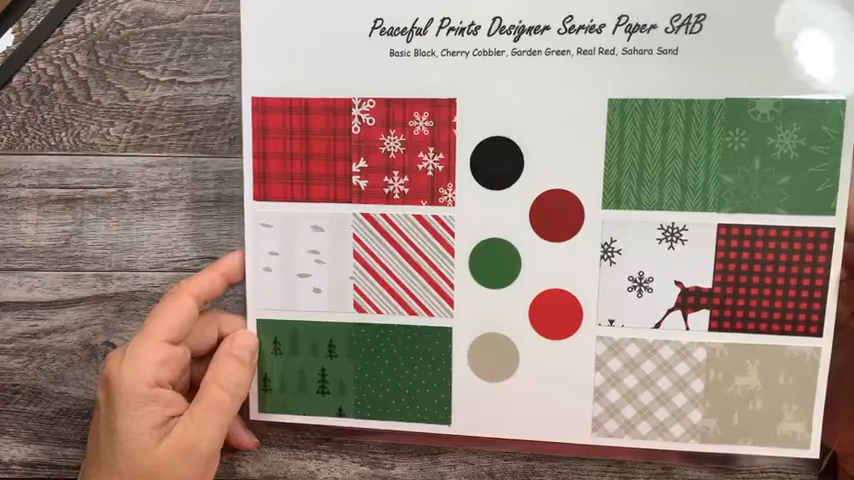 Peaceful Prints Designer Series Paper SAB
Basic Black, Cherry Cobbler, Garden Green, Real Red, Sahara Sand